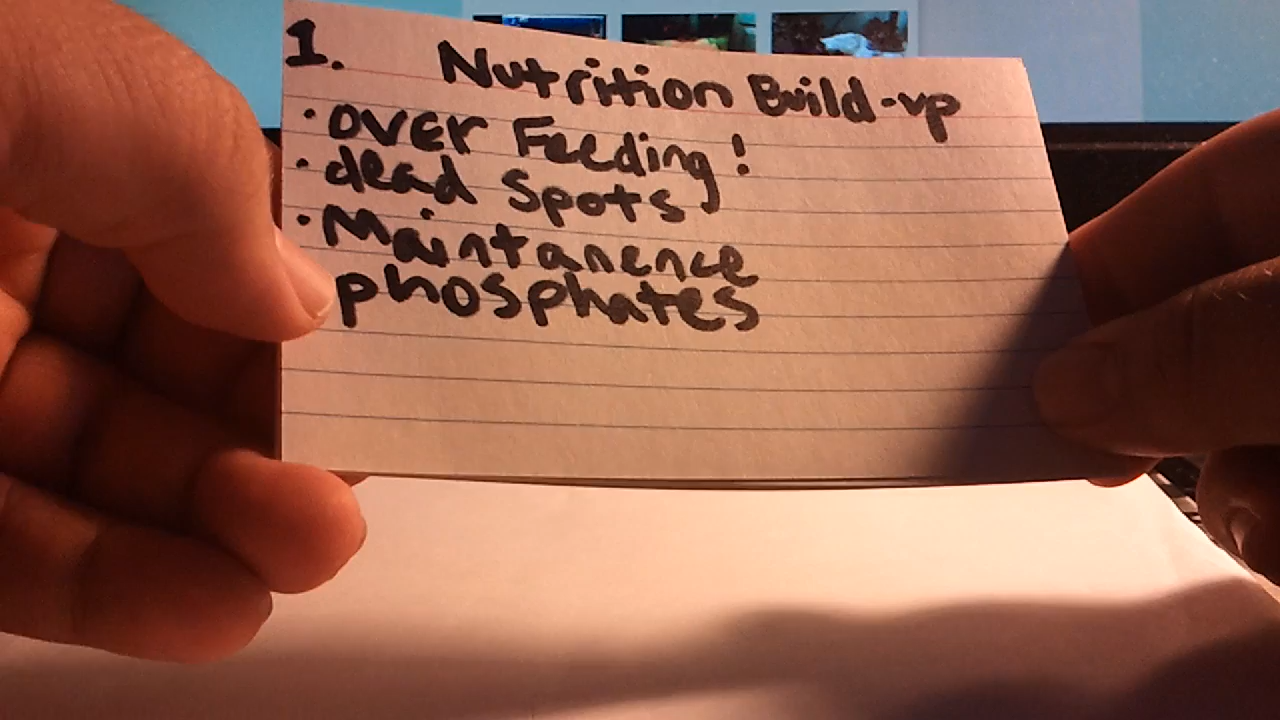 1. Nutrition Build-up
· over Feeding!
· dead Spots
· Maintanence
phosphates